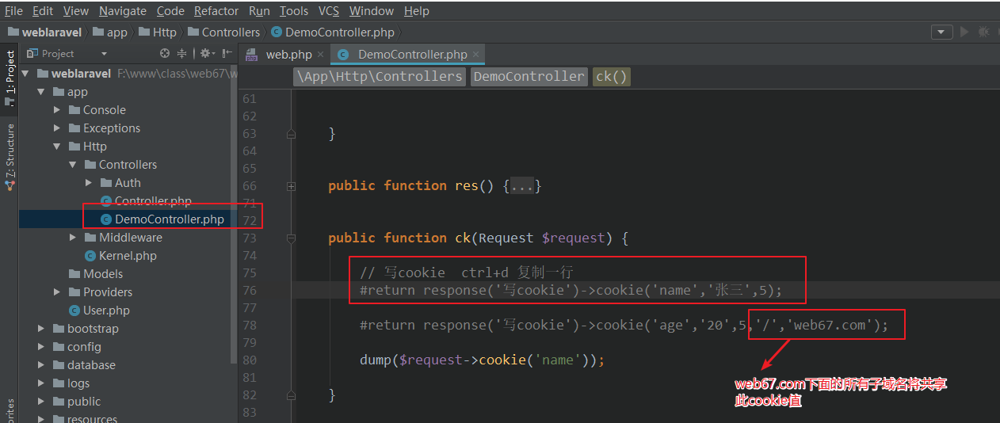 File Edit View Navigate Code Refactor Run Tools VCS Window Help
weblaravel app Http Controllers DemoController.php
1: Project
7: Structure
Project
weblaravel F:\www\class\web67\w
app
Console
Exceptions
Http
Controllers
Auth
Controller.php
DemoController.php
Middleware
Kernel.php
Models
Providers
User.php
bootstrap
config
database
logs
public
resources
web.php DemoController.php
\App\Http\Controllers DemoController ck()
61
62
63 }
64
65
66 public function res() {...}
71
72
73 public function ck(Request $request) {
74
75 // 写cookie ctrl+d 复制一行
76 #return response('写cookie')->cookie('name','张三',5);
77
78 #return response('写cookie')->cookie('age','20',5,'/','web67.com');
79
80 dump($request->cookie('name'));
81
82 }
83
web67.com下面的所有子域名将共享
此cookie值